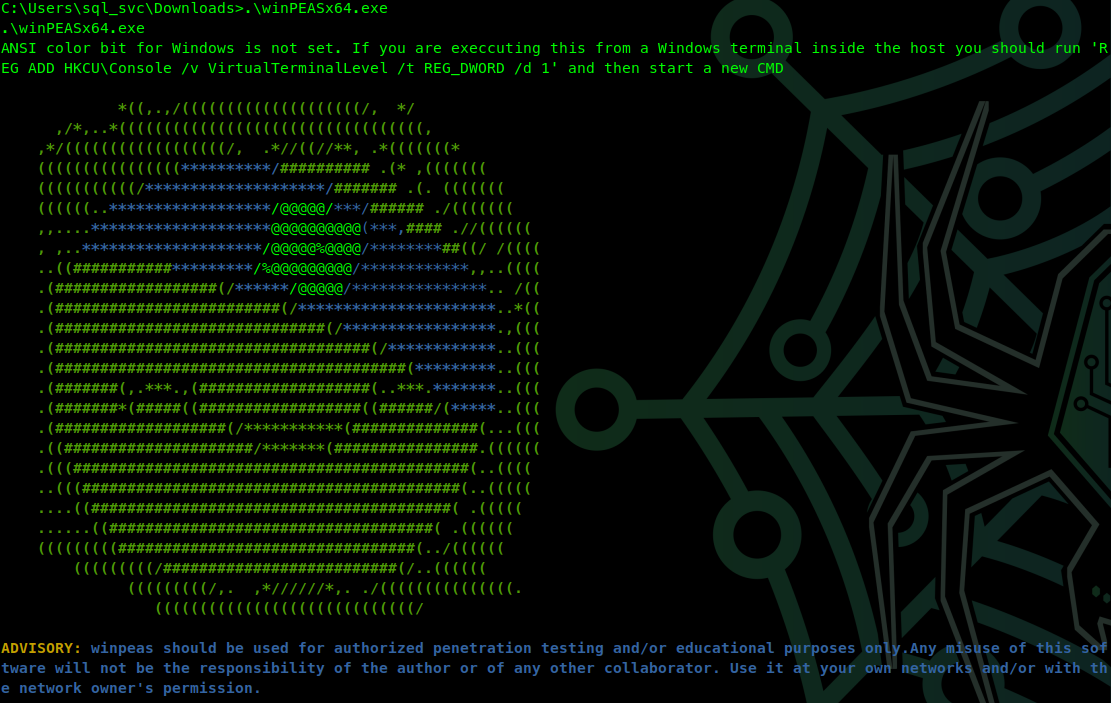 C:\Users\sql_svc\Downloads>.\winPEASx64.exe
.\winPEASx64.exe
ANSI color bit for Windows is not set. If you are execcuting this from a Windows terminal inside the host you should run 'R
EG ADD HKCU\Console /v VirtualTerminalLevel /t REG_DWORD /d 1' and then start a new CMD
ADVISORY: winpeas should be used for authorized penetration testing and/or educational purposes only.Any misuse of this sof
tware will not be the responsibility of the author or of any other collaborator. Use it at your own networks and/or with th
e network owner's permission.